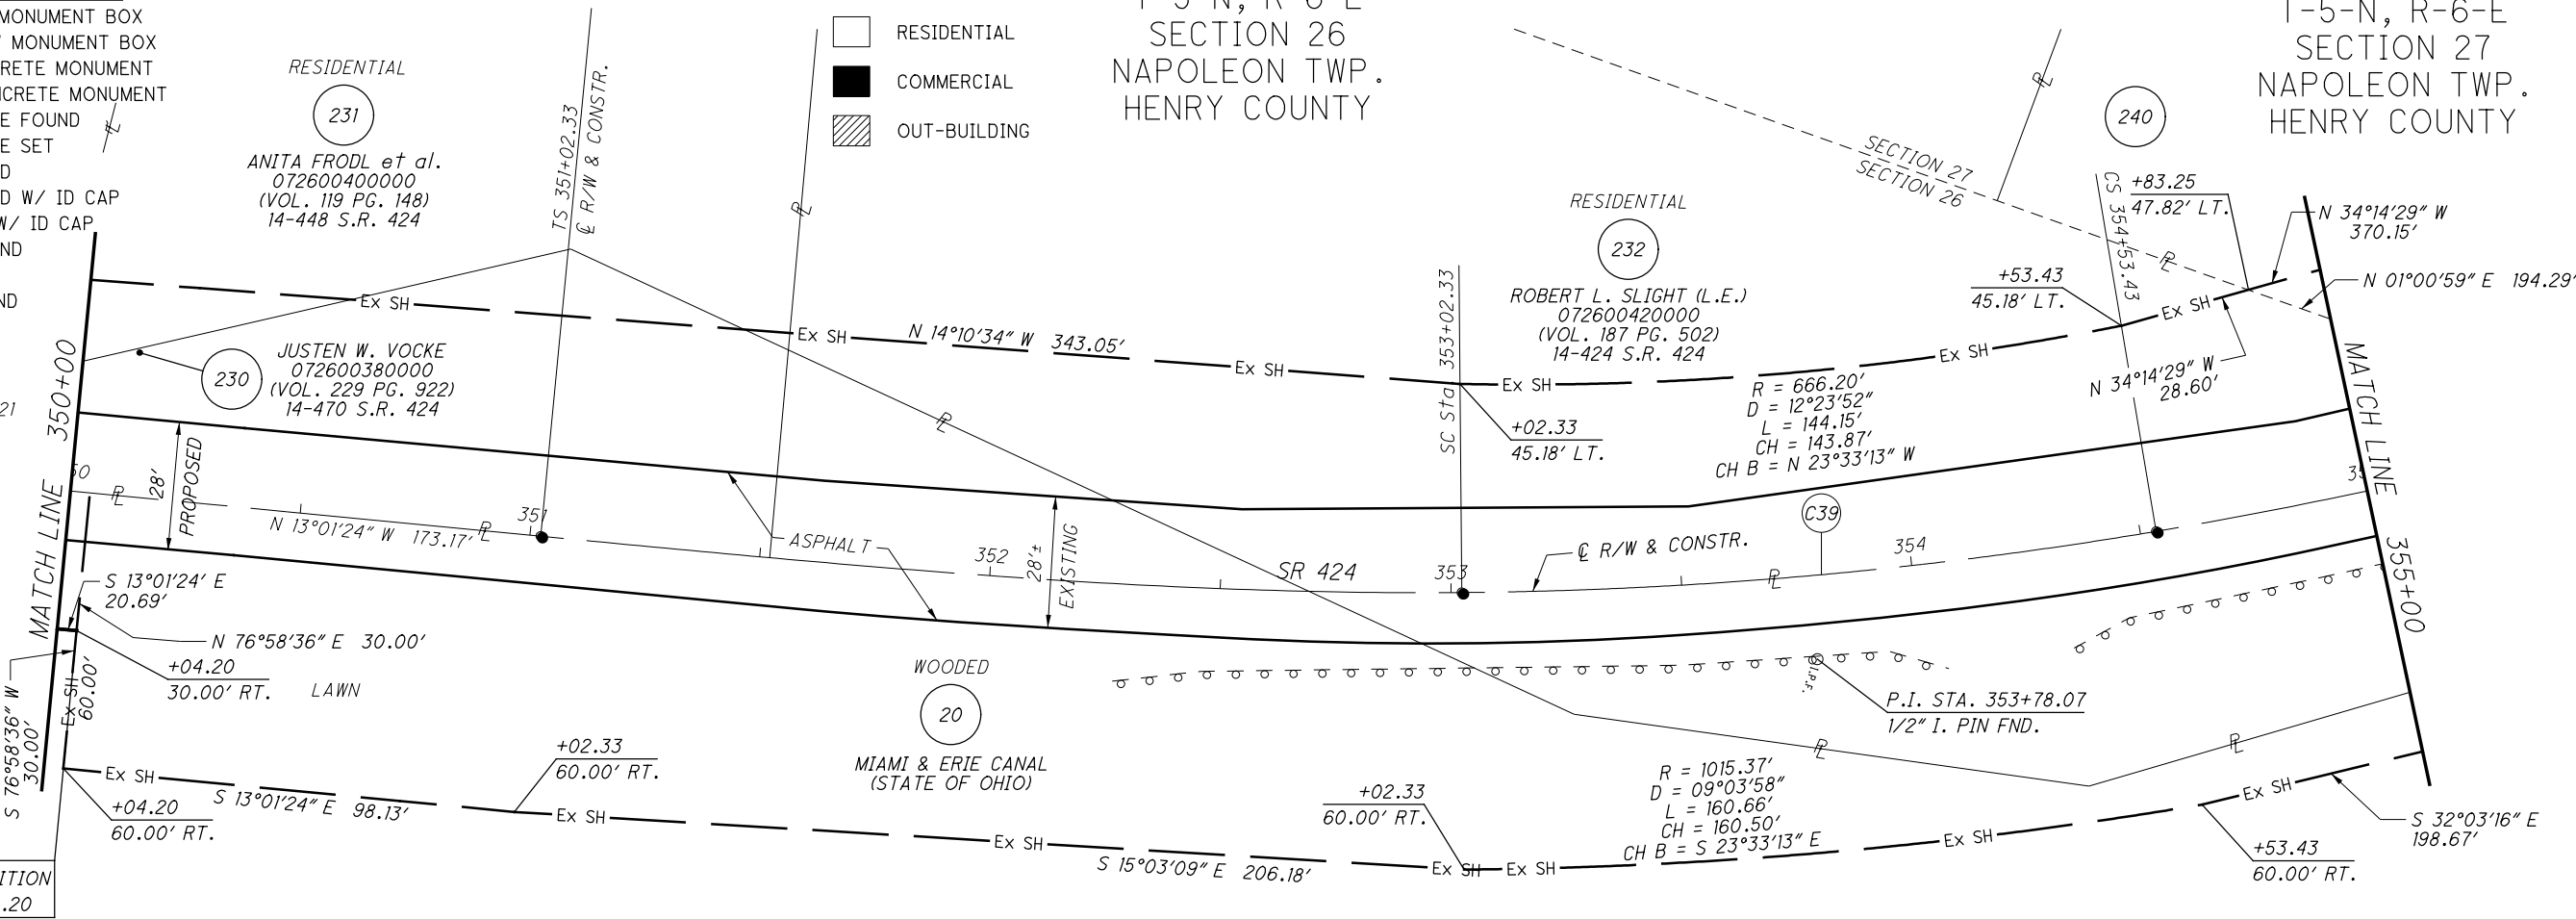 MONUMENT BOX
MONUMENT BOX
RETE MONUMENT
NCRETE MONUMENT
E FOUND
E SET
D
D W/ ID CAP
W/ ID CAP
ND
ND
21
RESIDENTIAL
231
ANITA FRODL et al.
072600400000
(VOL. 119 PG. 148)
14-448 S.R. 424
TS 351+02.33
℄ R/W & CONSTR.
RESIDENTIAL
COMMERCIAL
OUT-BUILDING
T-5-N, R-6-E
SECTION 26
NAPOLEON TWP.
HENRY COUNTY
T-5-N, R-6-E
SECTION 27
NAPOLEON TWP.
HENRY COUNTY
SECTION 27
SECTION 26
240
CS 354+53.43
+83.25
47.82' LT.
N 34°14'29" W
370.15'
N 01°00'59" E 194.29'
RESIDENTIAL
232
ROBERT L. SLIGHT (L.E.)
072600420000
(VOL. 187 PG. 502)
14-424 S.R. 424
+53.43
45.18' LT.
Ex SH
N 34°14'29" W
28.60'
Ex SH
Ex SH
Ex SH
N 14°10'34" W 343.05'
Ex SH
Ex SH
SC Sta 353+02.33
+02.33
45.18' LT.
R = 666.20'
D = 12°23'52"
L = 144.15'
CH = 143.87'
CH B = N 23°33'13" W
230
JUSTEN W. VOCKE
072600380000
(VOL. 229 PG. 922)
14-470 S.R. 424
MATCH LINE 350+00
MATCH LINE 355+00
50
28'
PROPOSED
N 13°01'24" W 173.17'
351
ASPHALT
352
28'±
EXISTING
SR 424
353
℄ R/W & CONSTR.
C39
354
35
S 13°01'24' E
20.69'
N 76°58'36" E 30.00'
+04.20
30.00' RT.
LAWN
S 76°58'36" W
30.00'
Ex SH
60.00'
WOODED
20
MIAMI & ERIE CANAL
(STATE OF OHIO)
I.P.F.
P.I. STA. 353+78.07
1/2" I. PIN FND.
Ex SH
+04.20
60.00' RT.
S 13°01'24" E 98.13'
+02.33
60.00' RT.
Ex SH
Ex SH
S 15°03'09" E 206.18'
+02.33
60.00' RT.
Ex SH
Ex SH
R = 1015.37'
D = 09°03'58"
L = 160.66'
CH = 160.50'
CH B = S 23°33'13" E
Ex SH
Ex SH
S 32°03'16" E
198.67'
+53.43
60.00' RT.
ITION
.20